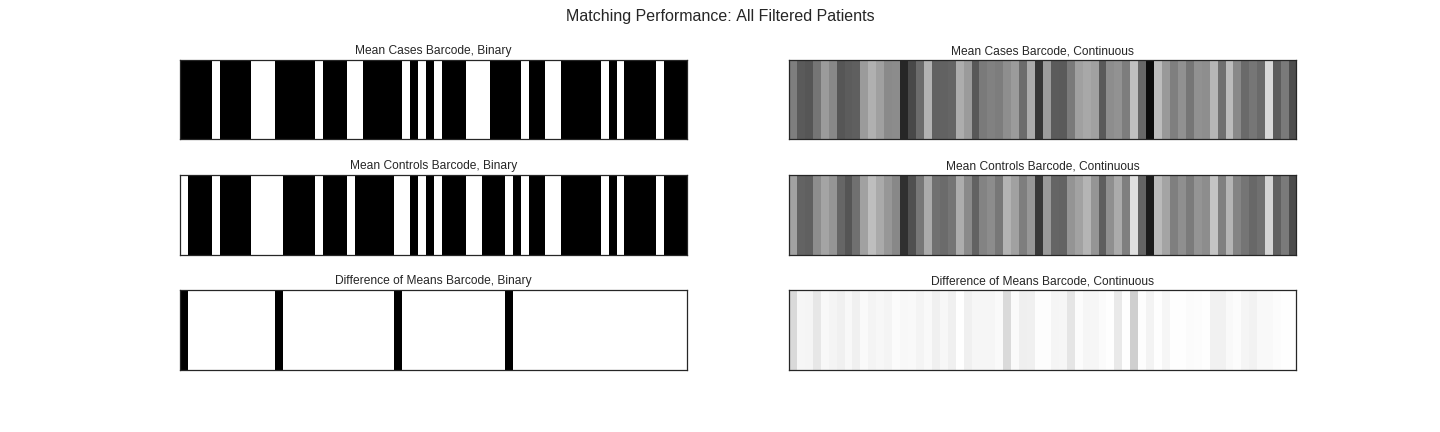 Matching Performance: All Filtered Patients
Mean Cases Barcode, Binary
Mean Cases Barcode, Continuous
Mean Controls Barcode, Binary
Mean Controls Barcode, Continuous
Difference of Means Barcode, Binary
Difference of Means Barcode, Continuous